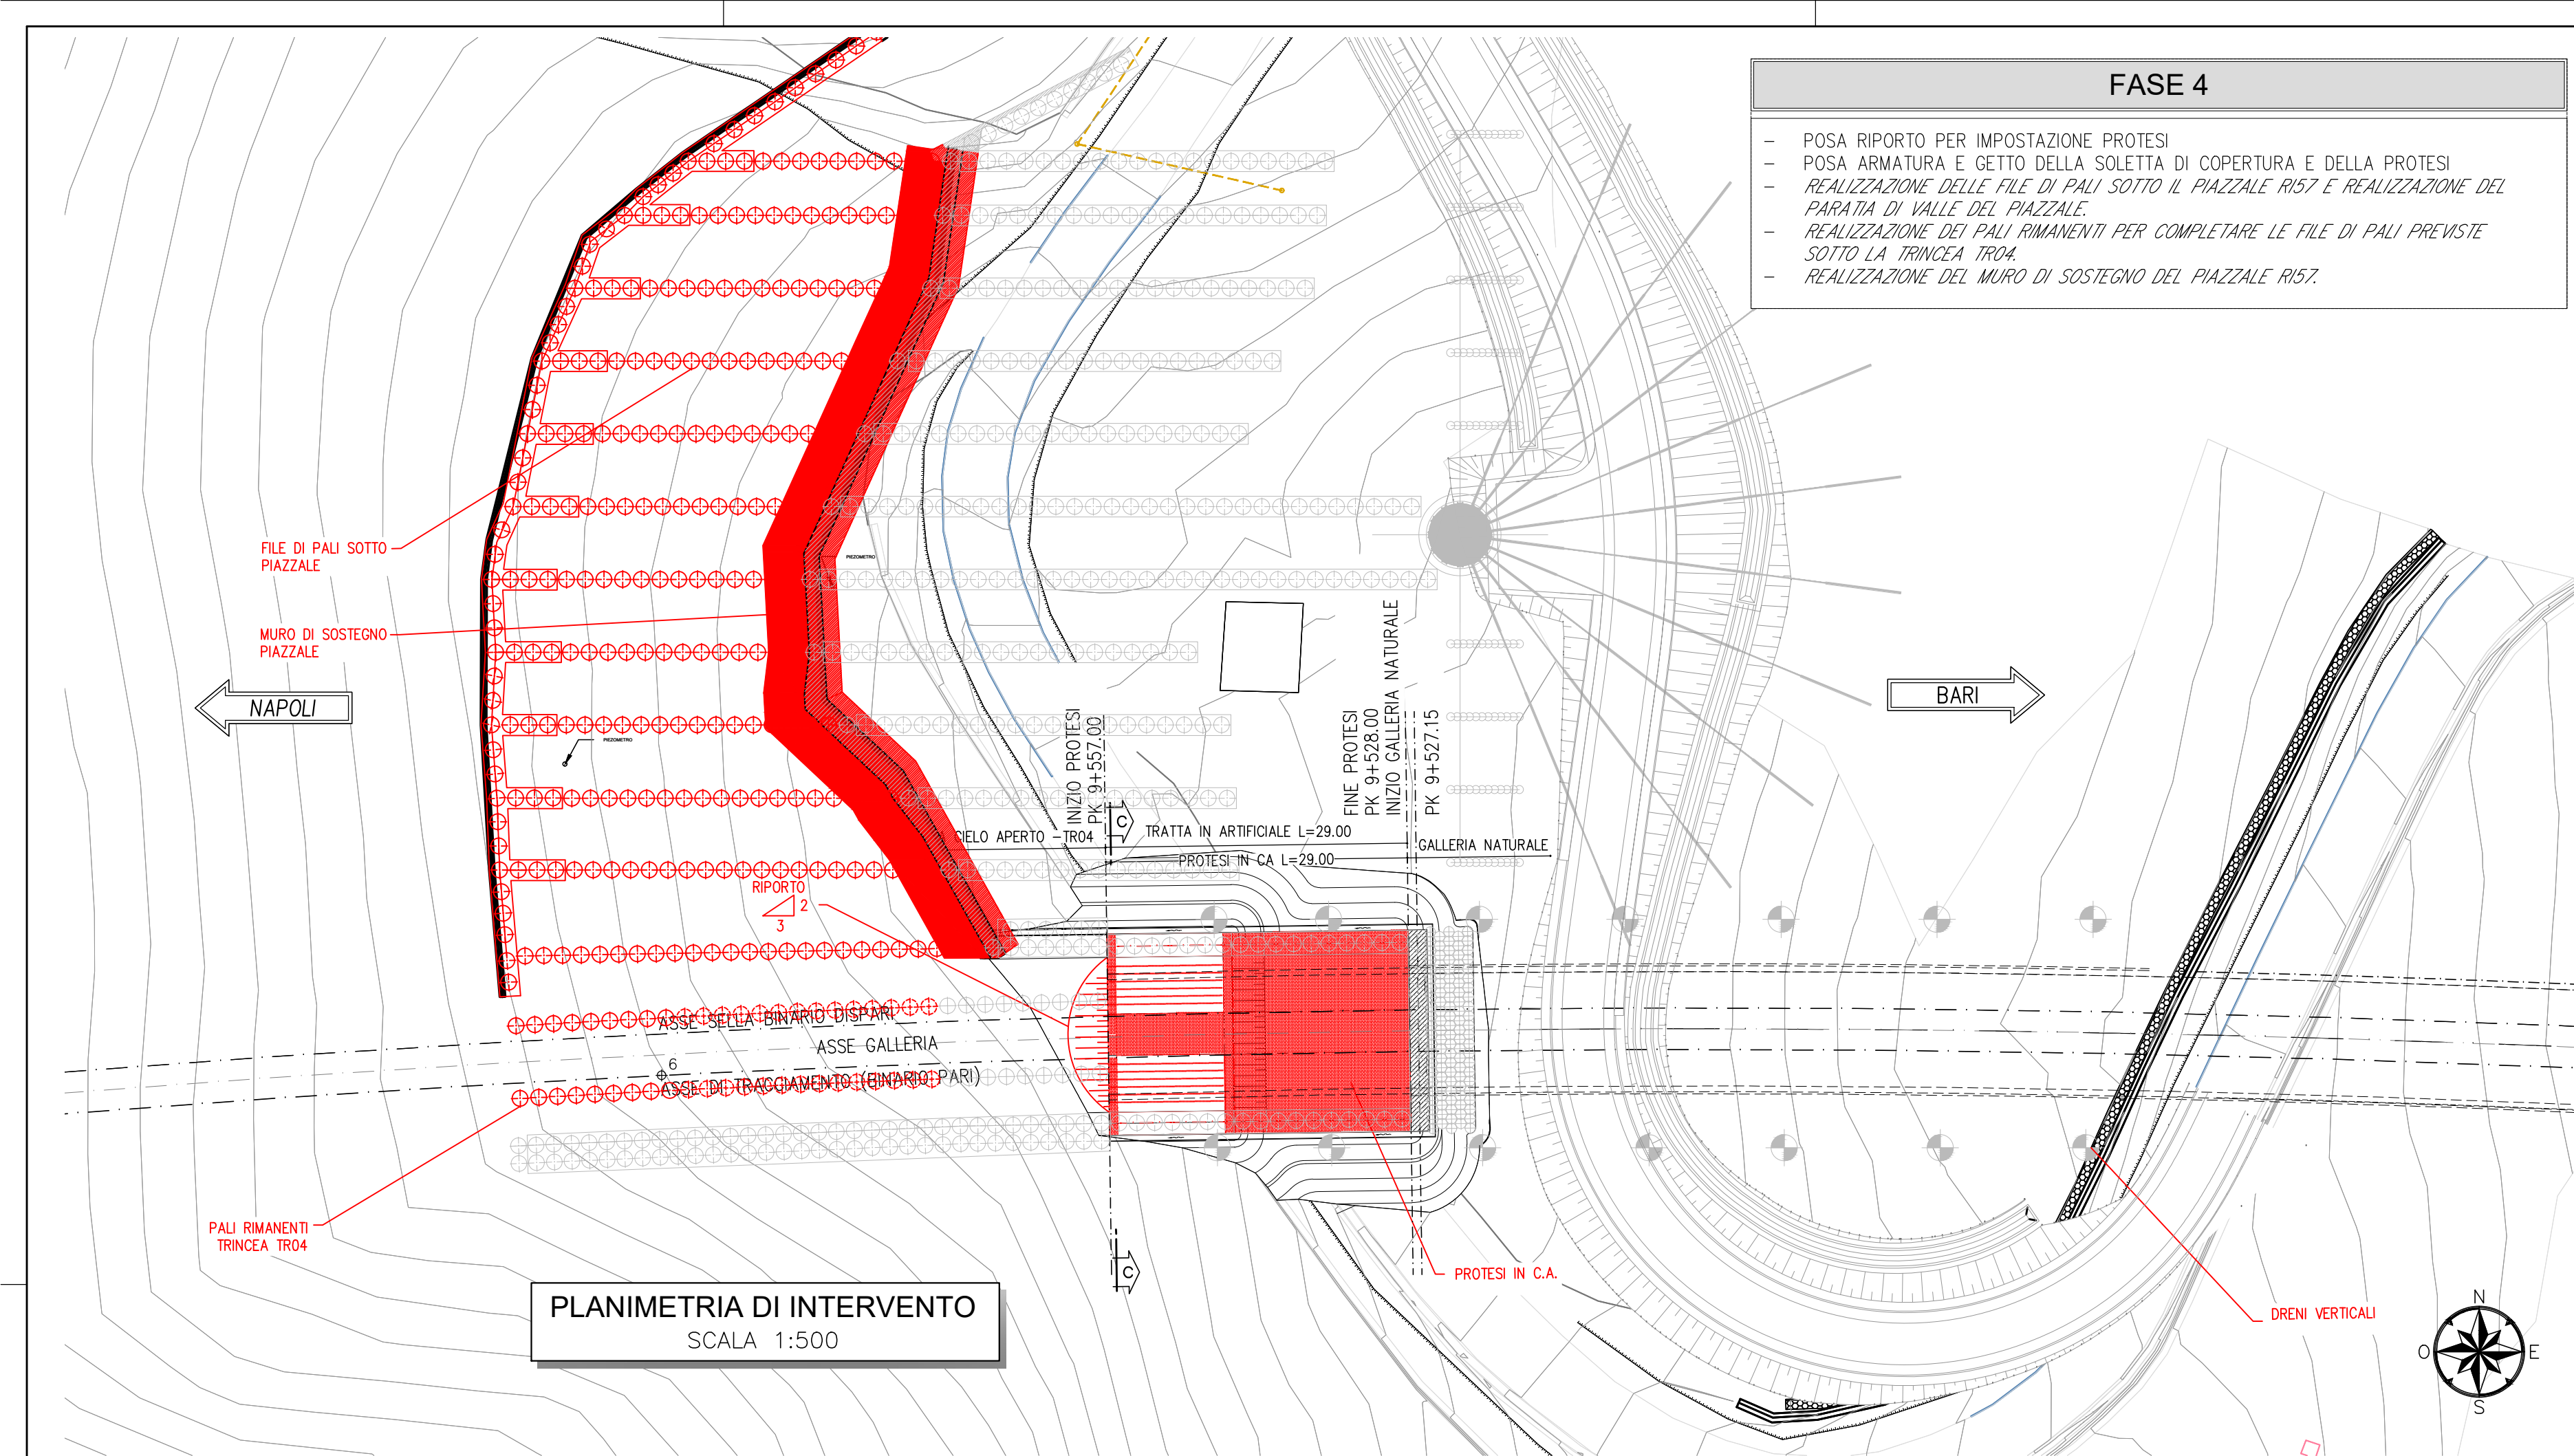 FASE 4
- POSA RIPORTO PER IMPOSTAZIONE PROTESI
- POSA ARMATURA E GETTO DELLA SOLETTA DI COPERTURA E DELLA PROTESI
- REALIZZAZIONE DELLE FILE DI PALI SOTTO IL PIAZZALE RI57 E REALIZZAZIONE DEL
PARATIA DI VALLE DEL PIAZZALE.
- REALIZZAZIONE DEI PALI RIMANENTI PER COMPLETARE LE FILE DI PALI PREVISTE
SOTTO LA TRINCEA TR04.
- REALIZZAZIONE DEL MURO DI SOSTEGNO DEL PIAZZALE RI57.
FILE DI PALI SOTTO
PIAZZALE
PIEZOMETRO
MURO DI SOSTEGNO
PIAZZALE
NAPOLI
BARI
PIEZOMETRO
INIZIO PROTESI
PK 9+557.00
FINE PROTESI
PK 9+528.00
INIZIO GALLERIA NATURALE
PK 9+527.15
C
CIELO APERTO -TR04
TRATTA IN ARTIFICIALE L=29.00
GALLERIA NATURALE
PROTESI IN CA L=29.00
RIPORTO
2
3
ASSE SELLA BINARIO DISPARI
ASSE GALLERIA
6
ASSE DI TRACCIAMENTO (BINARIO PARI)
PALI RIMANENTI
TRINCEA TR04
C
PROTESI IN C.A.
DRENI VERTICALI
PLANIMETRIA DI INTERVENTO
SCALA 1:500
N
O
E
S